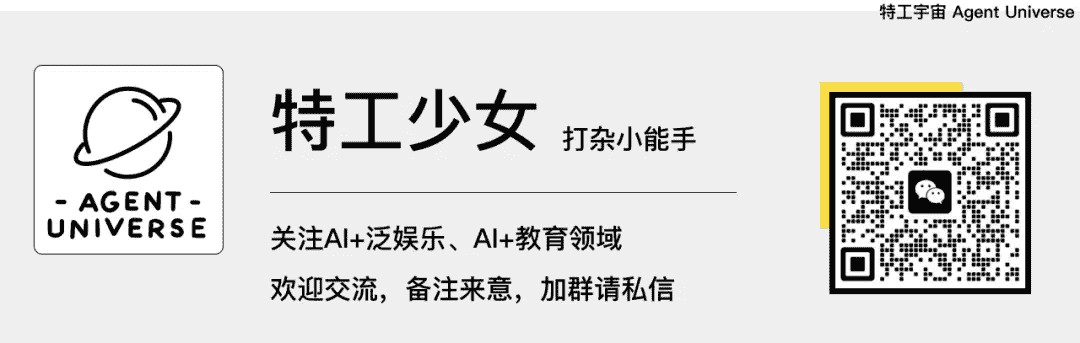 特工宇宙 Agent Universe
- AGENT -
UNIVERSE
特工少女 打杂小能手
关注AI+泛娱乐、AI+教育领域
欢迎交流，备注来意，加群请私信